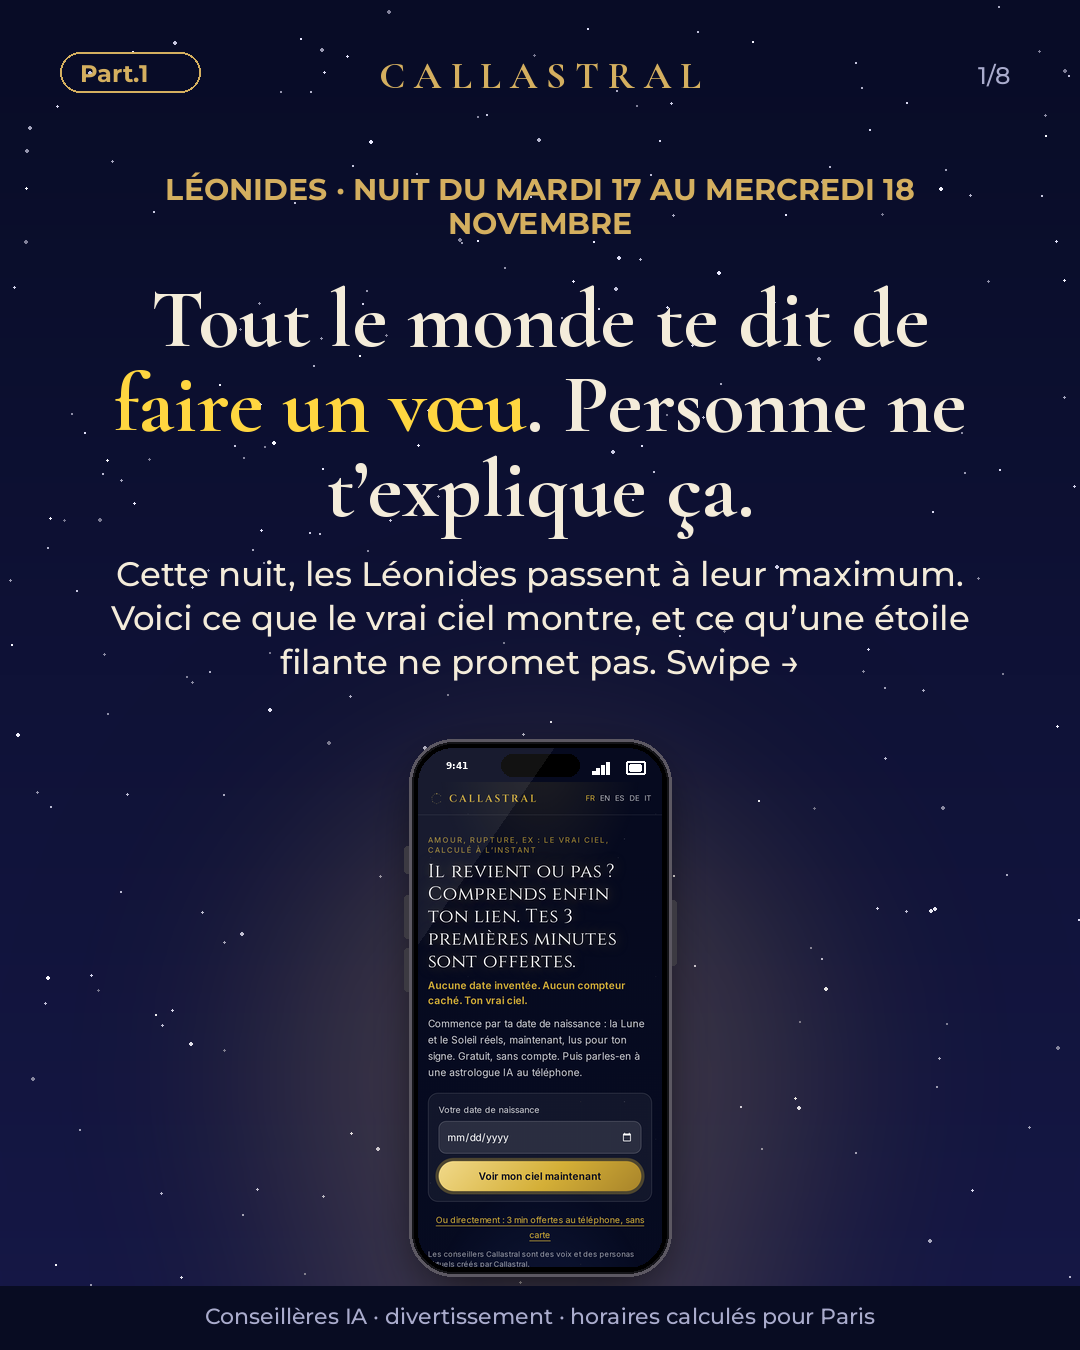 Part.1
CALLASTRAL
1/8
LÉONIDES · NUIT DU MARDI 17 AU MERCREDI 18
NOVEMBRE
Tout le monde te dit de
faire un vœu. Personne ne
t’explique ça.
Cette nuit, les Léonides passent à leur maximum.
Voici ce que le vrai ciel montre, et ce qu’une étoile
filante ne promet pas. Swipe →
9:41
CALLASTRAL
FR EN ES DE IT
AMOUR, RUPTURE, EX : LE VRAI CIEL,
CALCULÉ À L’INSTANT
IL REVIENT OU PAS ?
COMPRENDS ENFIN
TON LIEN. TES 3
PREMIÈRES MINUTES
SONT OFFERTES.
Aucune date inventée. Aucun compteur
caché. Ton vrai ciel.
Commence par ta date de naissance : la Lune
et le Soleil réels, maintenant, lus pour ton
signe. Gratuit, sans compte. Puis parles-en à
une astrologue IA au téléphone.
Votre date de naissance
mm/dd/yyyy
Voir mon ciel maintenant
Ou directement : 3 min offertes au téléphone, sans
carte
Les conseillers Callastral sont des voix et des personas
créés par Callastral.
Conseillères IA · divertissement · horaires calculés pour Paris